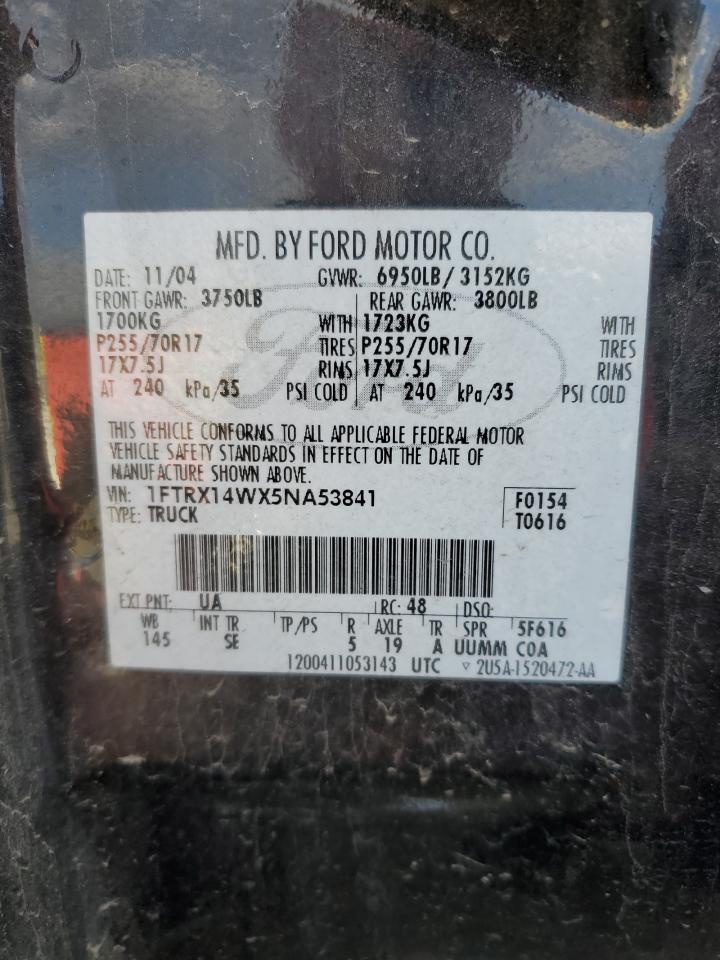 MFD. BY FORD MOTOR CO.
DATE: 11/04 GVWR: 6950LB / 3152KG
FRONT GAWR: 3750LB REAR GAWR: 3800LB
1700KG WITH 1723KG WITH
P255/70R17 TIRES P255/70R17 TIRES
17X7.5J RIMS 17X7.5J RIMS
AT 240 kPa/35 PSI COLD AT 240 kPa/35 PSI COLD
Ford
THIS VEHICLE CONFORMS TO ALL APPLICABLE FEDERAL MOTOR
VEHICLE SAFETY STANDARDS IN EFFECT ON THE DATE OF
MANUFACTURE SHOWN ABOVE.
VIN: 1FTRX14WX5NA53841 F0154
TYPE: TRUCK T0616
EXT PNT: UA RC: 48 DSO:
WB INT TR TP/PS R AXLE TR SPR 5F616
145 SE 5 19 A UUMM COA
1200411053143 UTC ▽ 2U5A-1520472-AA